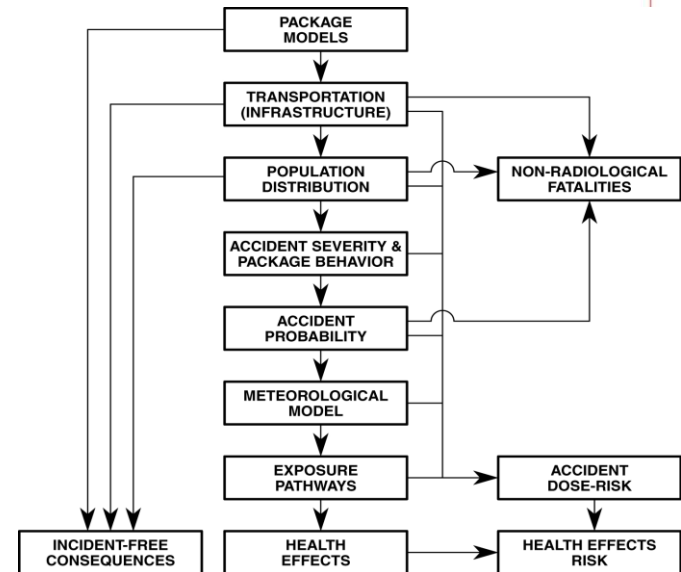 PACKAGE
MODELS
TRANSPORTATION
(INFRASTRUCTURE)
POPULATION
DISTRIBUTION
NON-RADIOLOGICAL
FATALITIES
ACCIDENT SEVERITY &
PACKAGE BEHAVIOR
ACCIDENT
PROBABILITY
METEOROLOGICAL
MODEL
EXPOSURE
PATHWAYS
ACCIDENT
DOSE-RISK
INCIDENT-FREE
CONSEQUENCES
HEALTH
EFFECTS
HEALTH EFFECTS
RISK